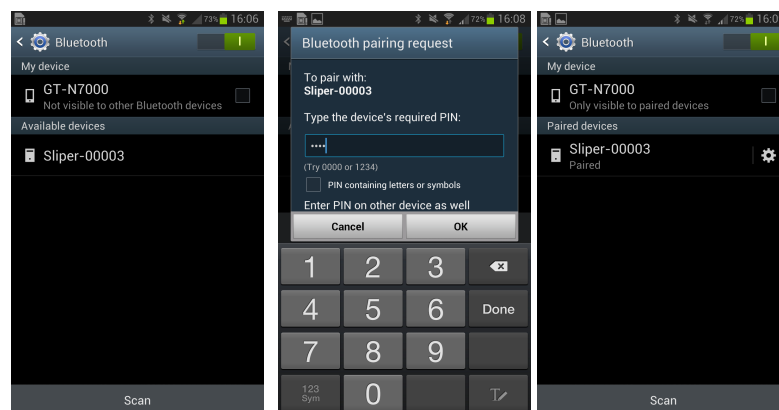 73% 16:06
Bluetooth
My device
GT-N7000
Not visible to other Bluetooth devices
Available devices
Sliper-00003
Scan
72% 16:08
Bluetooth pairing request
To pair with:
Sliper-00003
Type the device's required PIN:
....
(Try 0000 or 1234)
PIN containing letters or symbols
Enter PIN on other device as well
Cancel OK
1 2 3
4 5 6 Done
7 8 9
123
Sym 0 T
72% 16:0
Bluetooth
My device
GT-N7000
Only visible to paired devices
Paired devices
Sliper-00003
Paired
Scan